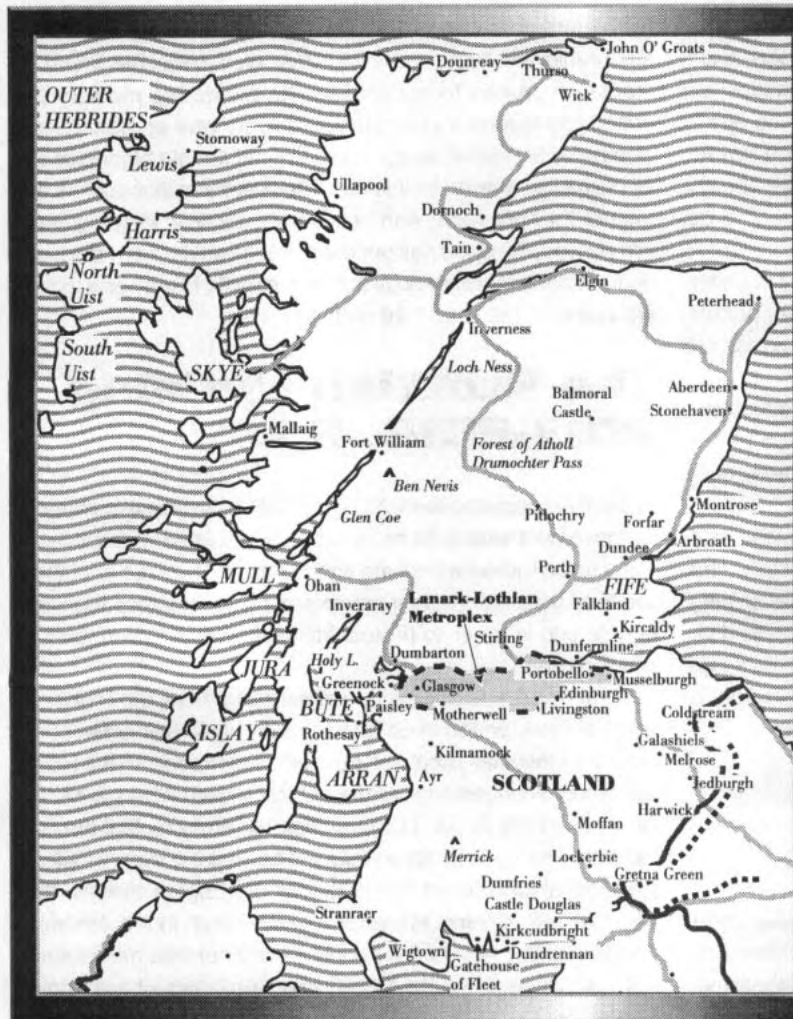 John O' Groats
Dounreay
Thurso
Wick
OUTER
HEBRIDES
Stornoway
Lewis
Ullapool
Harris
Dornoch
Tain
North
Uist
Elgin
Peterhead
Inverness
South
Uist
SKYE
Loch Ness
Aberdeen
Balmoral
Castle
Stonehaven
Mallaig
Fort William
Forest of Atholl
Drumochter Pass
Ben Nevis
Glen Coe
Pitlochry
Montrose
Forfar
Arbroath
Dundee
MULL
Oban
Perth
FIFE
Lanark-Lothian
Metroplex
Falkland
Inveraray
Kircaldy
Stirling
Holy L.
Dumbarton
Dunfermline
JURA
Greenock
Glasgow
Portobello
Musselburgh
Edinburgh
BUTE
Paisley
Livingston
Motherwell
Coldstream
ISLAY
Rothesay
Galashiels
Kilmarnock
Melrose
ARRAN
Ayr
SCOTLAND
Jedburgh
Harwick
Moffan
Merrick
Lockerbie
Gretna Green
Dumfries
Castle Douglas
Stranraer
Kirkcudbright
Wigtown
Dundrennan
Gatehouse
of Fleet